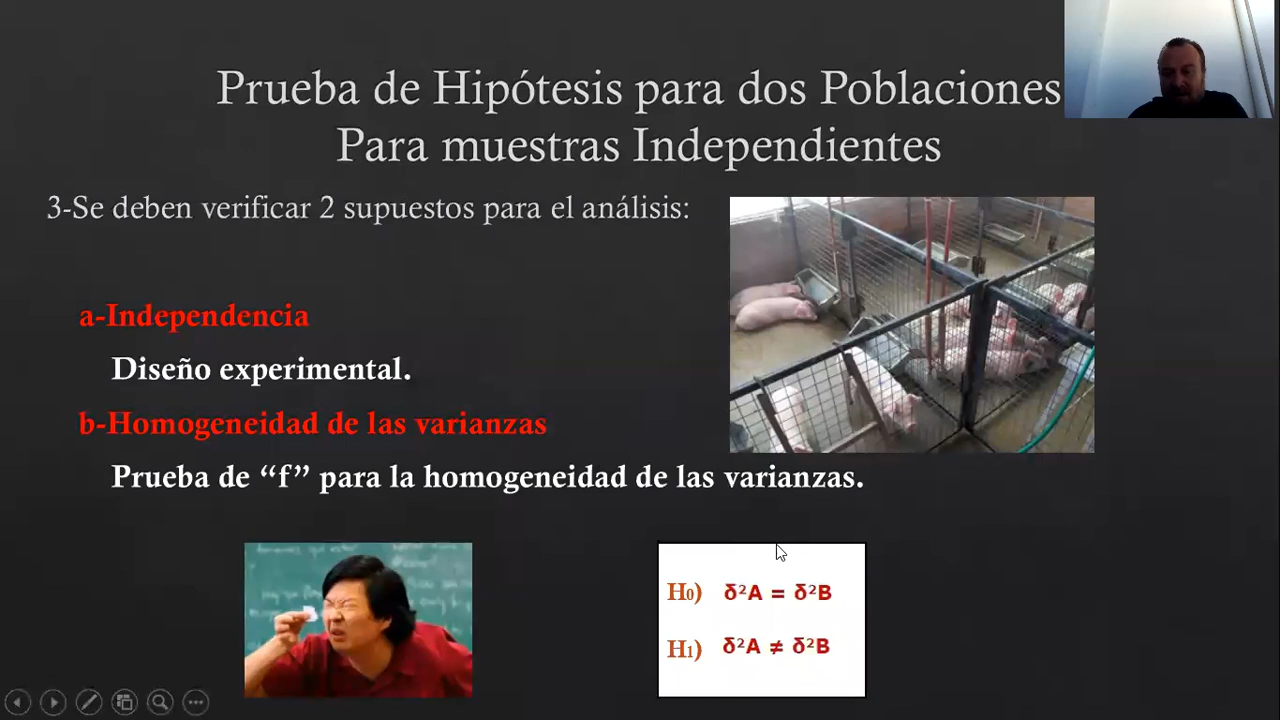 Prueba de Hipótesis para dos Poblaciones
Para muestras Independientes
3-Se deben verificar 2 supuestos para el análisis:
a-Independencia
Diseño experimental.
b-Homogeneidad de las varianzas
Prueba de “f” para la homogeneidad de las varianzas.
H₀) δ²A = δ²B
H₁) δ²A ≠ δ²B